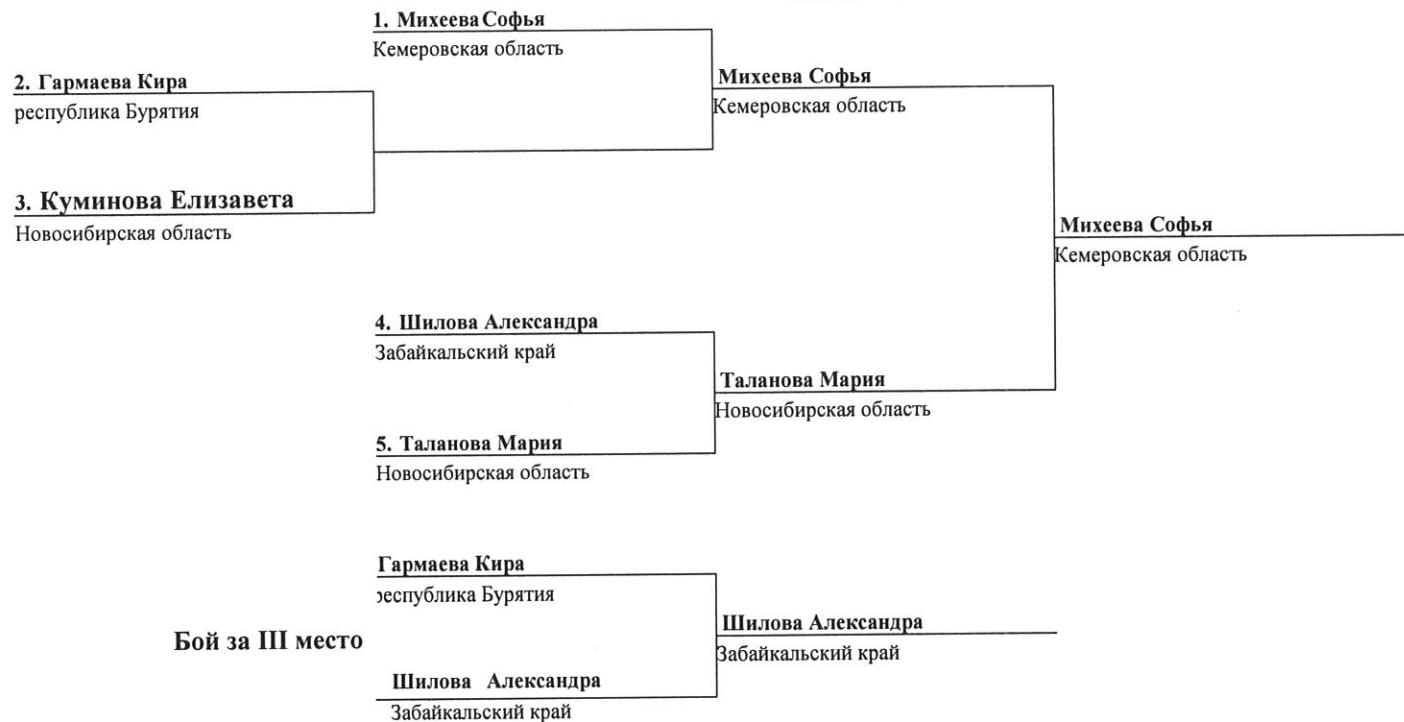 1. Михеева Софья
Кемеровская область
2. Гармаева Кира
республика Бурятия
Михеева Софья
Кемеровская область
3. Куминова Елизавета
Новосибирская область
Михеева Софья
Кемеровская область
4. Шилова Александра
Забайкальский край
Таланова Мария
Новосибирская область
5. Таланова Мария
Новосибирская область
Гармаева Кира
республика Бурятия
Бой за III место
Шилова Александра
Забайкальский край
Шилова Александра
Забайкальский край